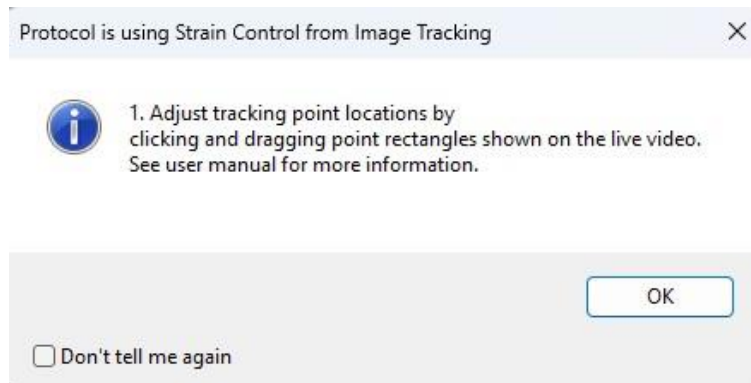 Protocol is using Strain Control from Image Tracking
1. Adjust tracking point locations by
clicking and dragging point rectangles shown on the live video.
See user manual for more information.
OK
Don't tell me again